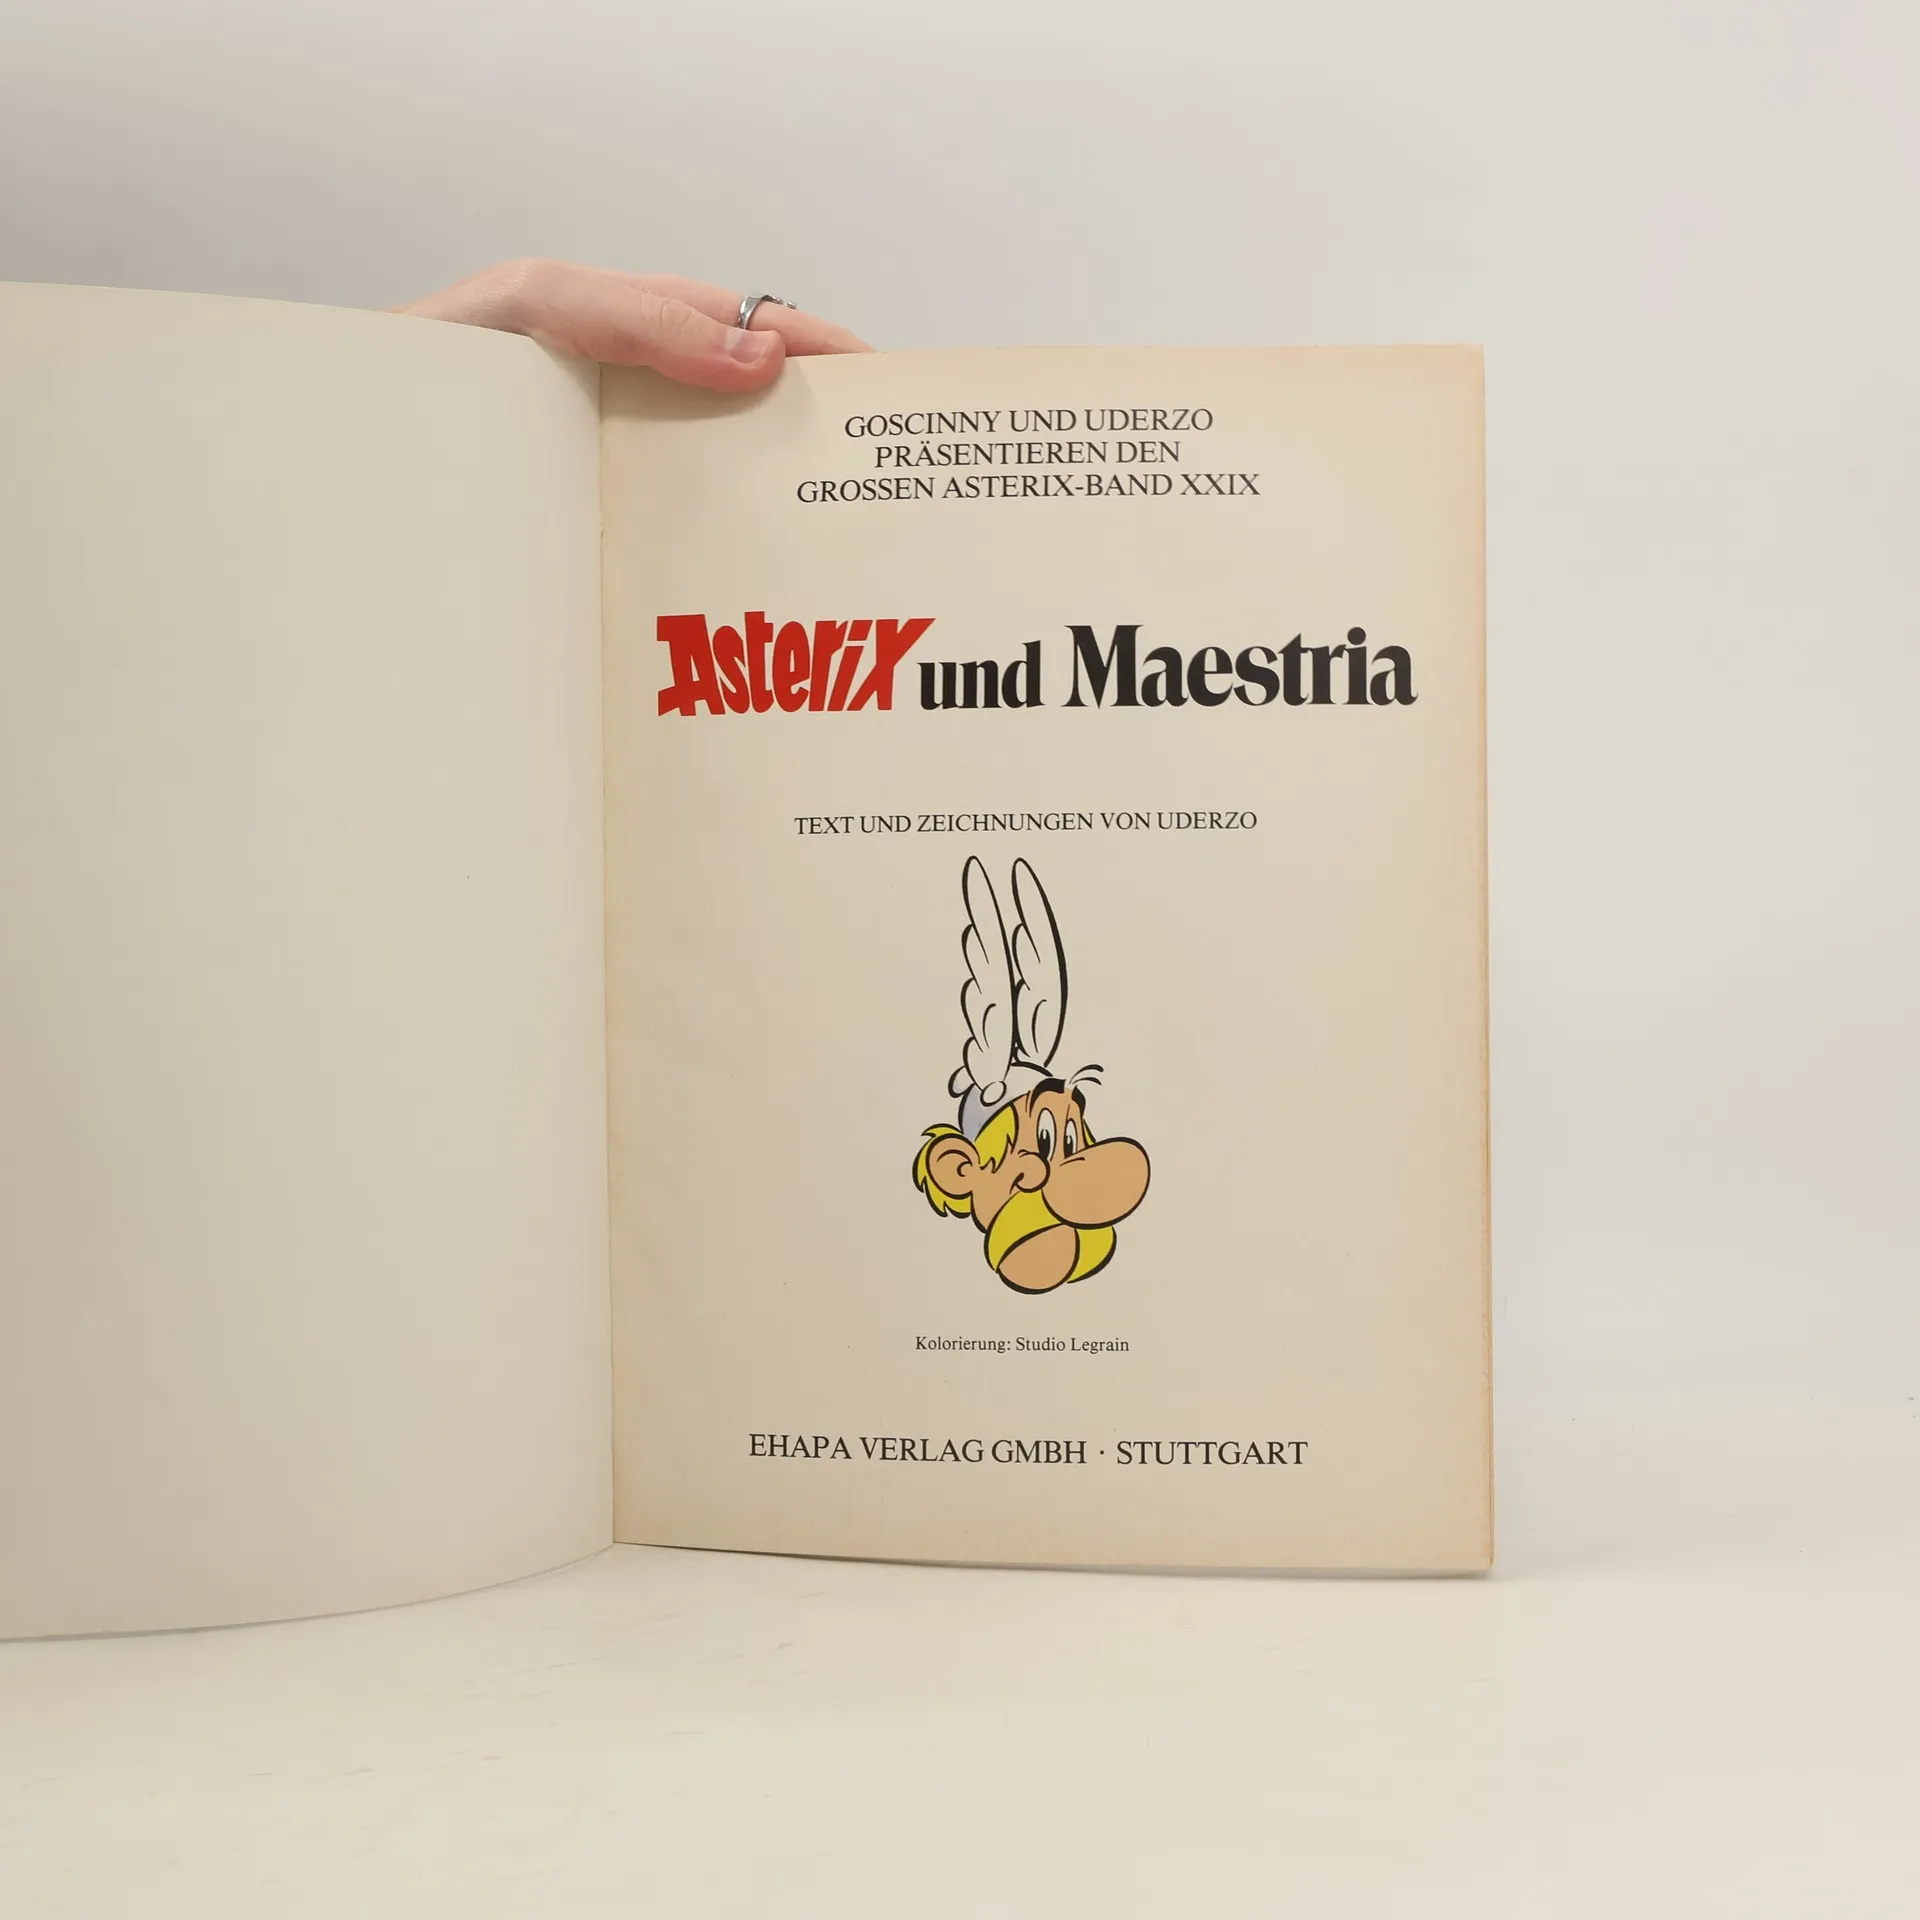 GOSCINNY UND UDERZO
PRÄSENTIEREN DEN
GROSSEN ASTERIX-BAND XXIX
Asterix und Maestria
TEXT UND ZEICHNUNGEN VON UDERZO
Kolorierung: Studio Legrain
EHAPA VERLAG GMBH · STUTTGART